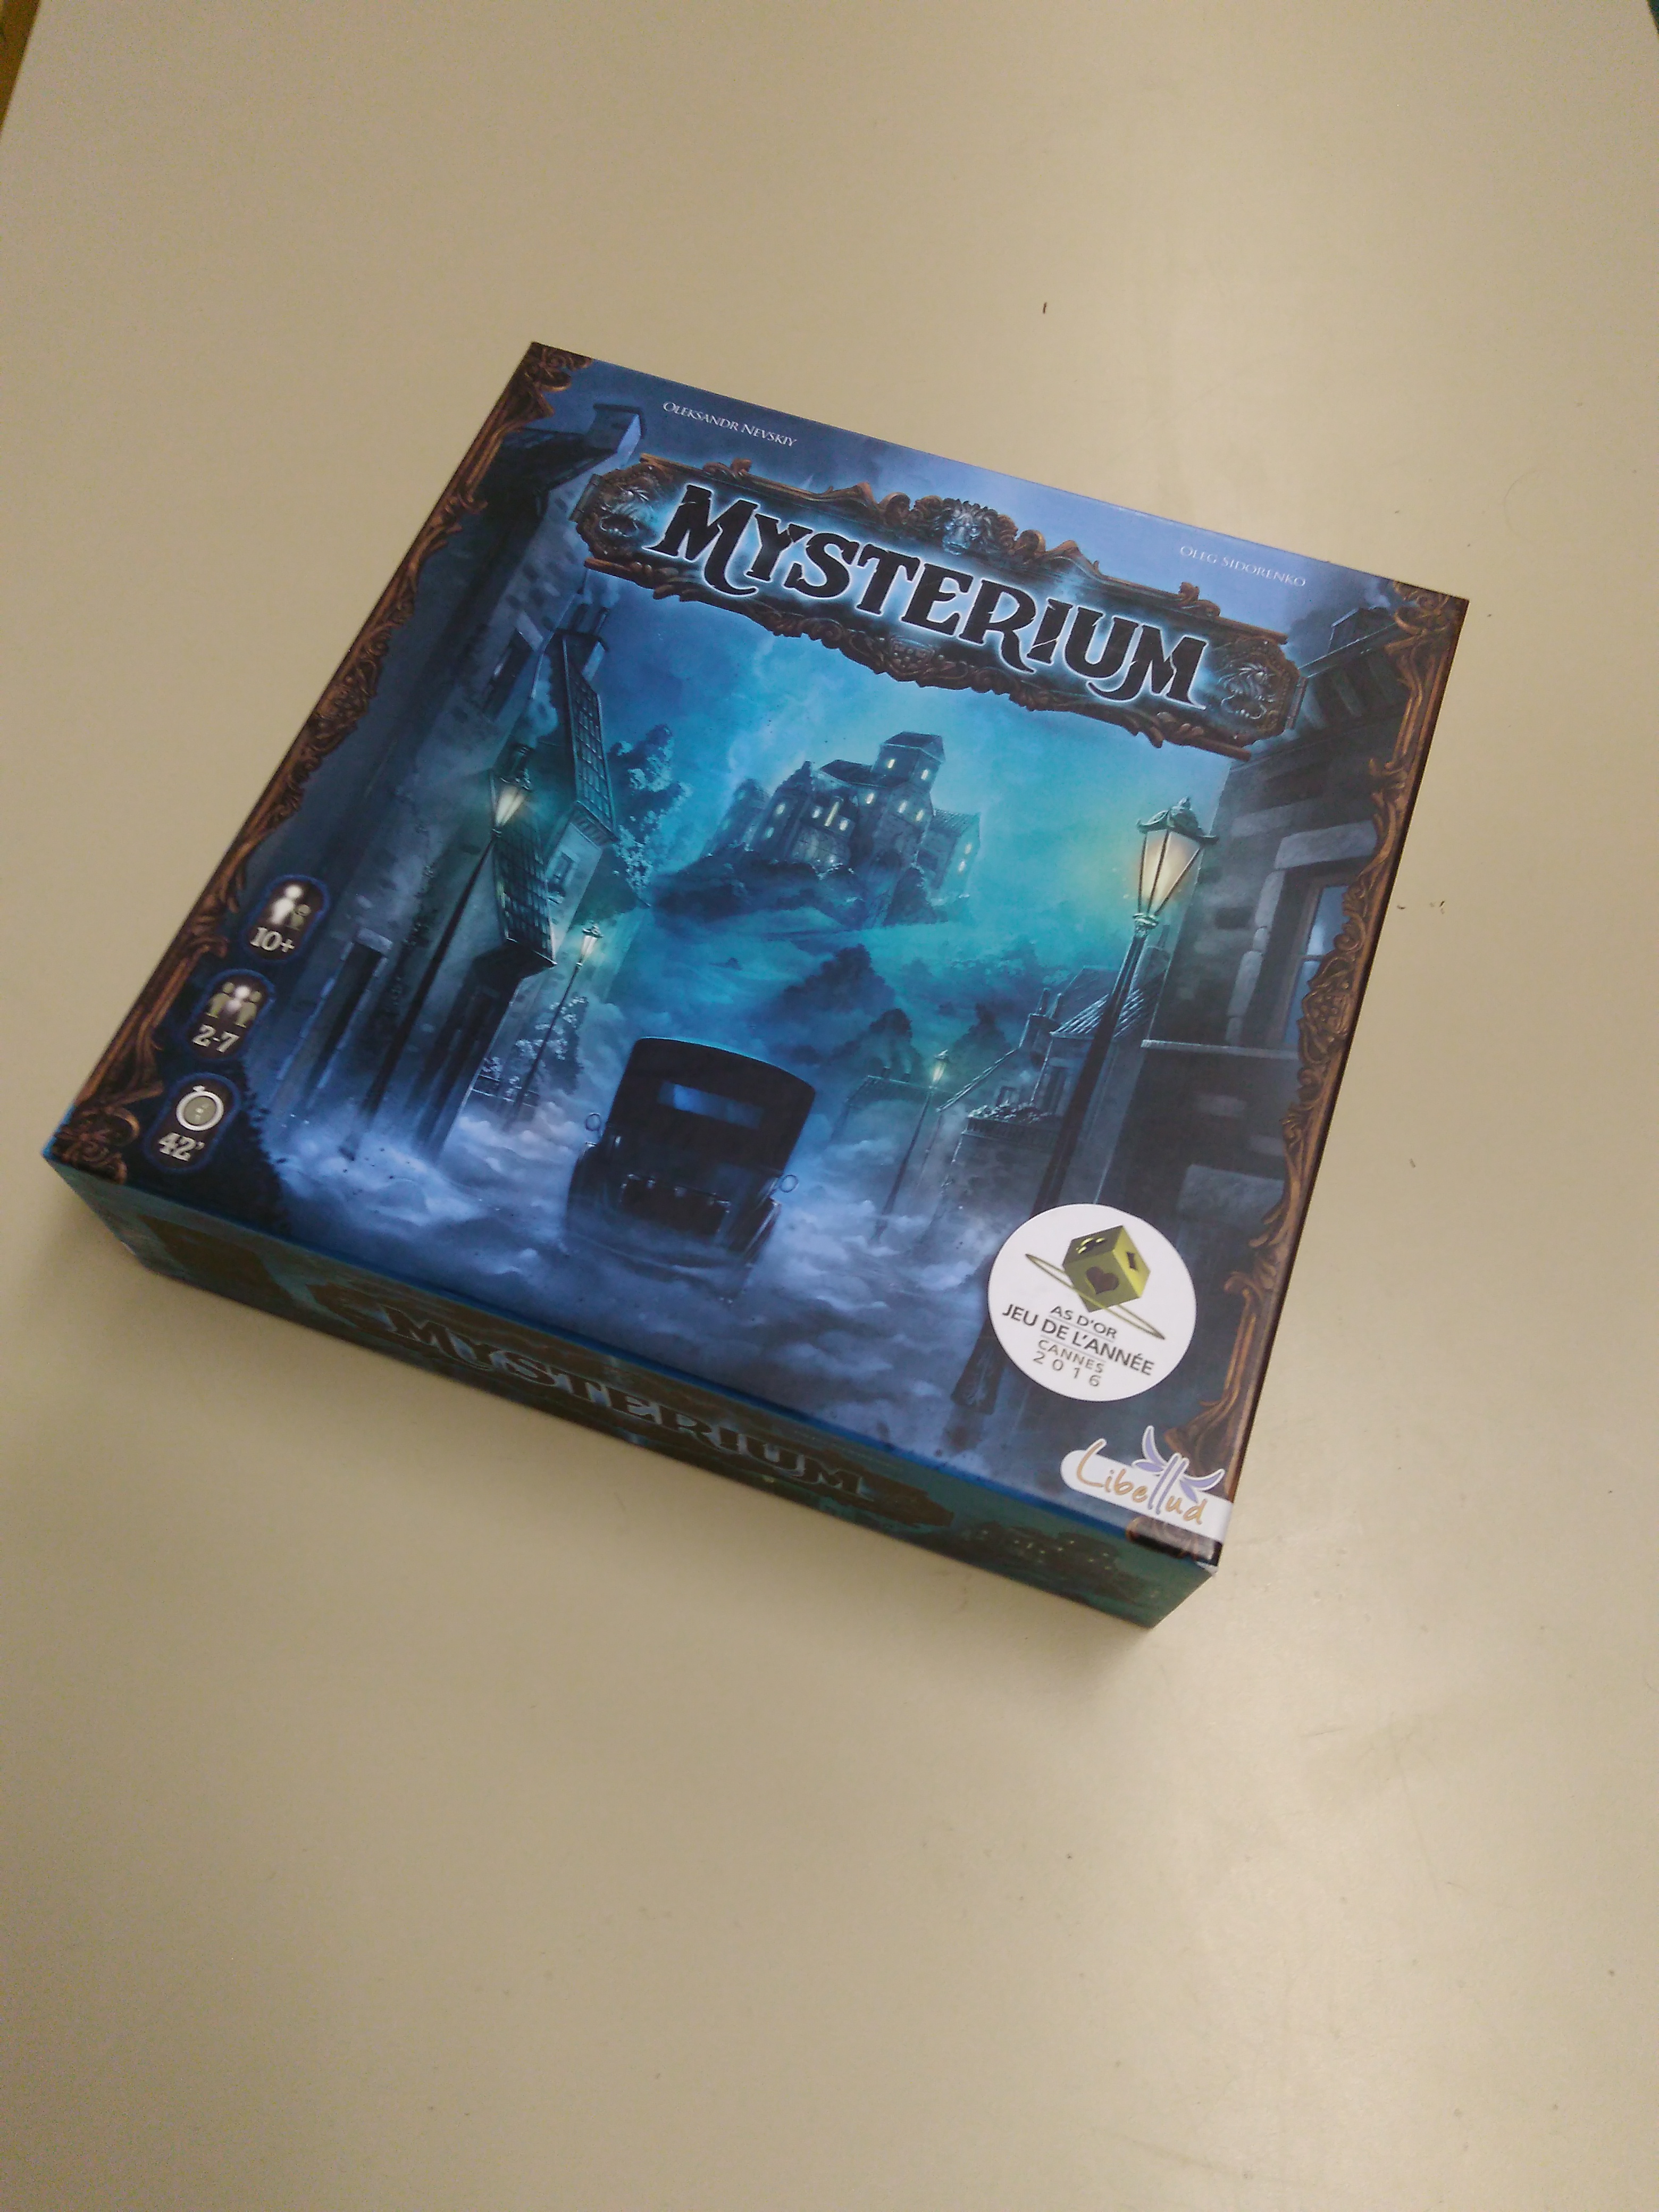 OLEKSANDR NEVSKIY
OLEG SIDORENKO
MYSTERIUM
10+
2-7
42'
AS D'OR
JEU DE L'ANNÉE
CANNES
2016
Libellud
MYSTERIUM